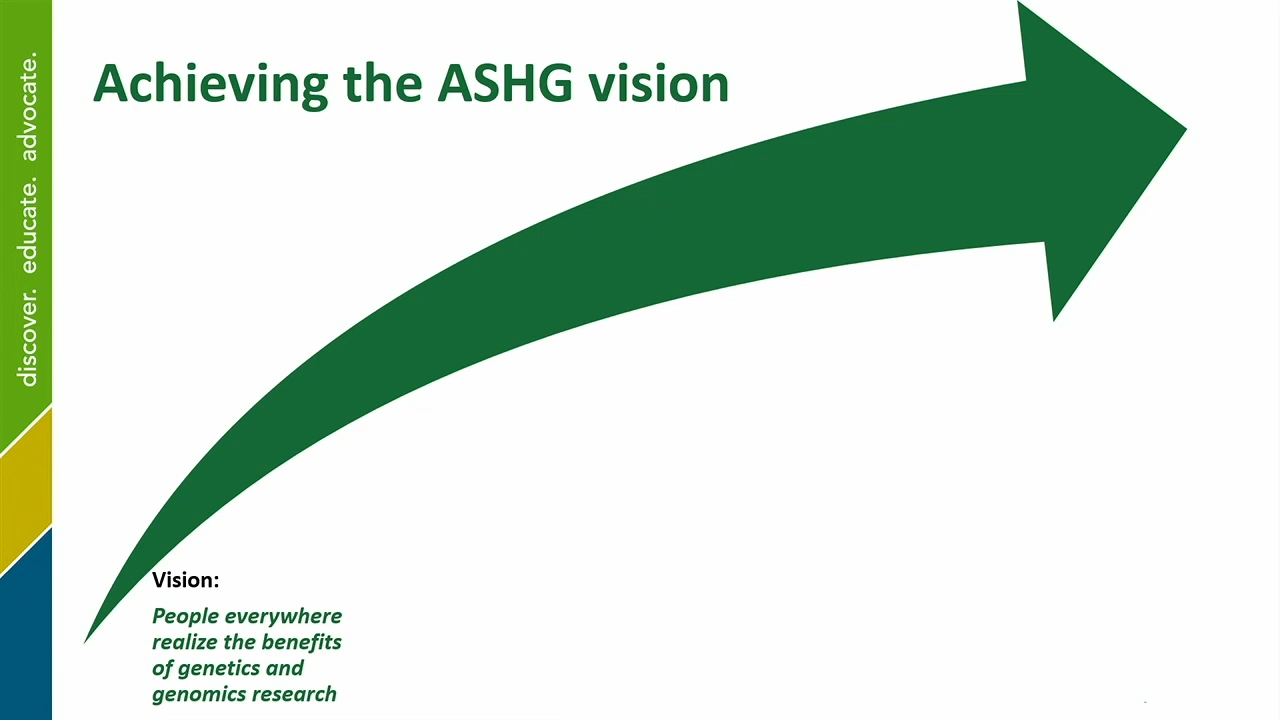 Achieving the ASHG vision
discover. educate. advocate.
Vision:
People everywhere
realize the benefits
of genetics and
genomics research